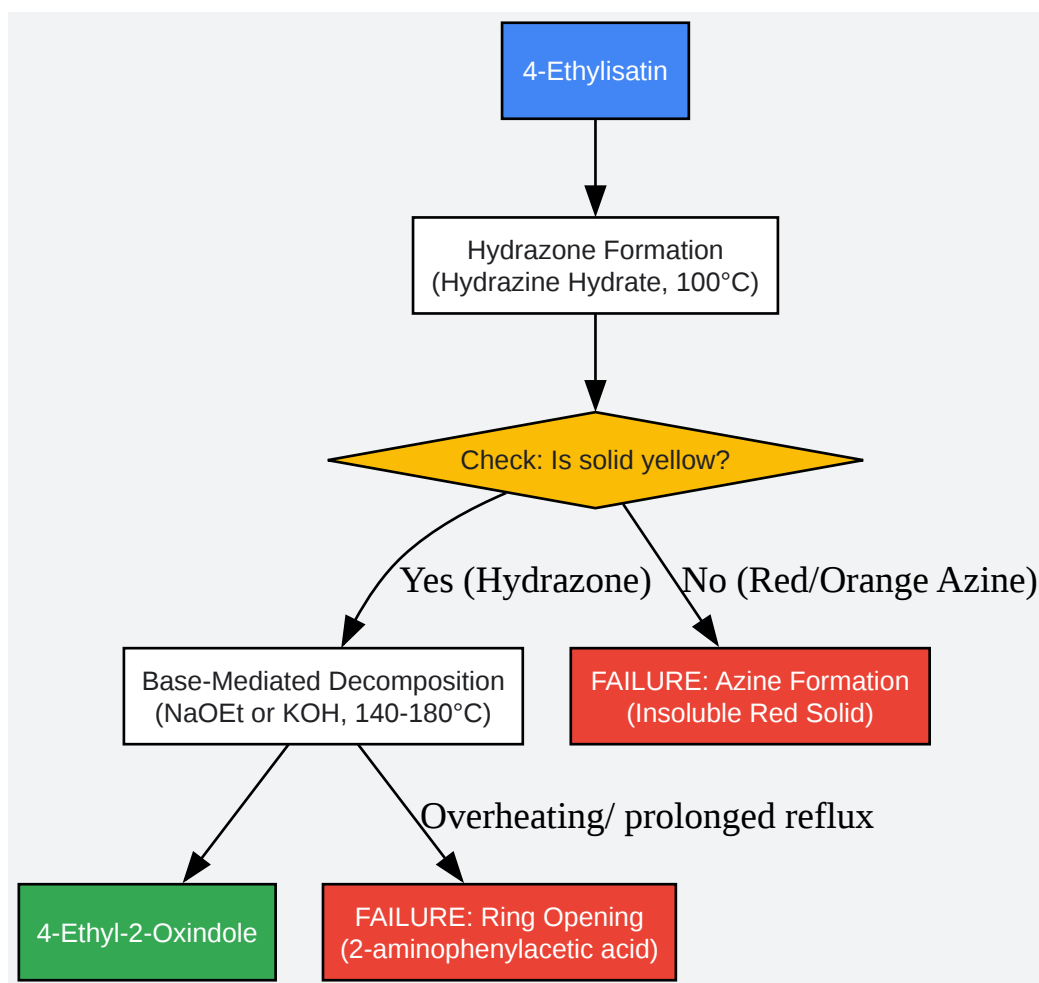 4-Ethylisatin
Hydrazone Formation
(Hydrazine Hydrate, 100°C)
Check: Is solid yellow?
Yes (Hydrazone)
No (Red/Orange Azine)
Base-Mediated Decomposition
(NaOEt or KOH, 140-180°C)
FAILURE: Azine Formation
(Insoluble Red Solid)
Overheating/ prolonged reflux
4-Ethyl-2-Oxindole
FAILURE: Ring Opening
(2-aminophenylacetic acid)